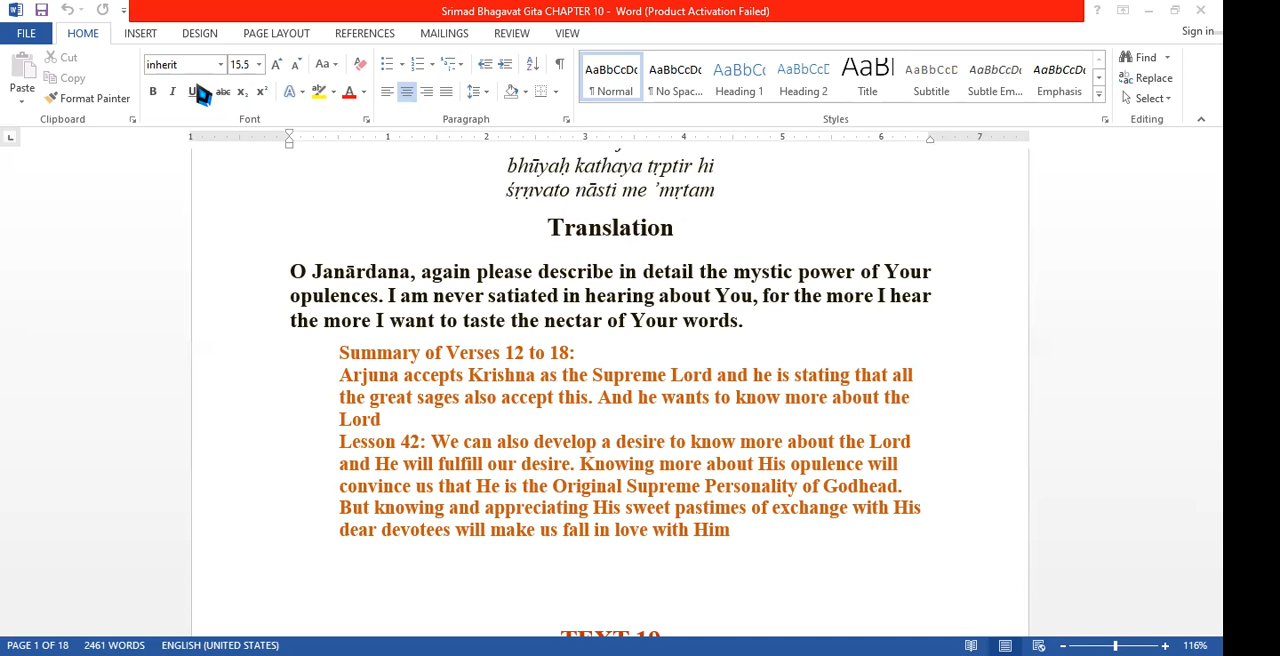 Srimad Bhagavat Gita CHAPTER 10 - Word (Product Activation Failed)
FILE HOME INSERT DESIGN PAGE LAYOUT REFERENCES MAILINGS REVIEW VIEW Sign in
Paste Cut Copy Format Painter
inherit 15.5
AaBbCcDc AaBbCcDc AaBbCc AaBbCcD AaBl AaBbCcD AaBbCcDc AaBbCcDc
¶ Normal ¶ No Spac... Heading 1 Heading 2 Title Subtitle Subtle Em... Emphasis
Find Replace Select
Clipboard Font Paragraph Styles Editing
1 1 2 3 4 5 6 7
bhūyaḥ kathaya tṛptir hi
śṛṇvato nāsti me ’mṛtam
Translation
O Janārdana, again please describe in detail the mystic power of Your
opulences. I am never satiated in hearing about You, for the more I hear
the more I want to taste the nectar of Your words.
Summary of Verses 12 to 18:
Arjuna accepts Krishna as the Supreme Lord and he is stating that all
the great sages also accept this. And he wants to know more about the
Lord
Lesson 42: We can also develop a desire to know more about the Lord
and He will fulfill our desire. Knowing more about His opulence will
convince us that He is the Original Supreme Personality of Godhead.
But knowing and appreciating His sweet pastimes of exchange with His
dear devotees will make us fall in love with Him
PAGE 1 OF 18 2461 WORDS ENGLISH (UNITED STATES) 116%